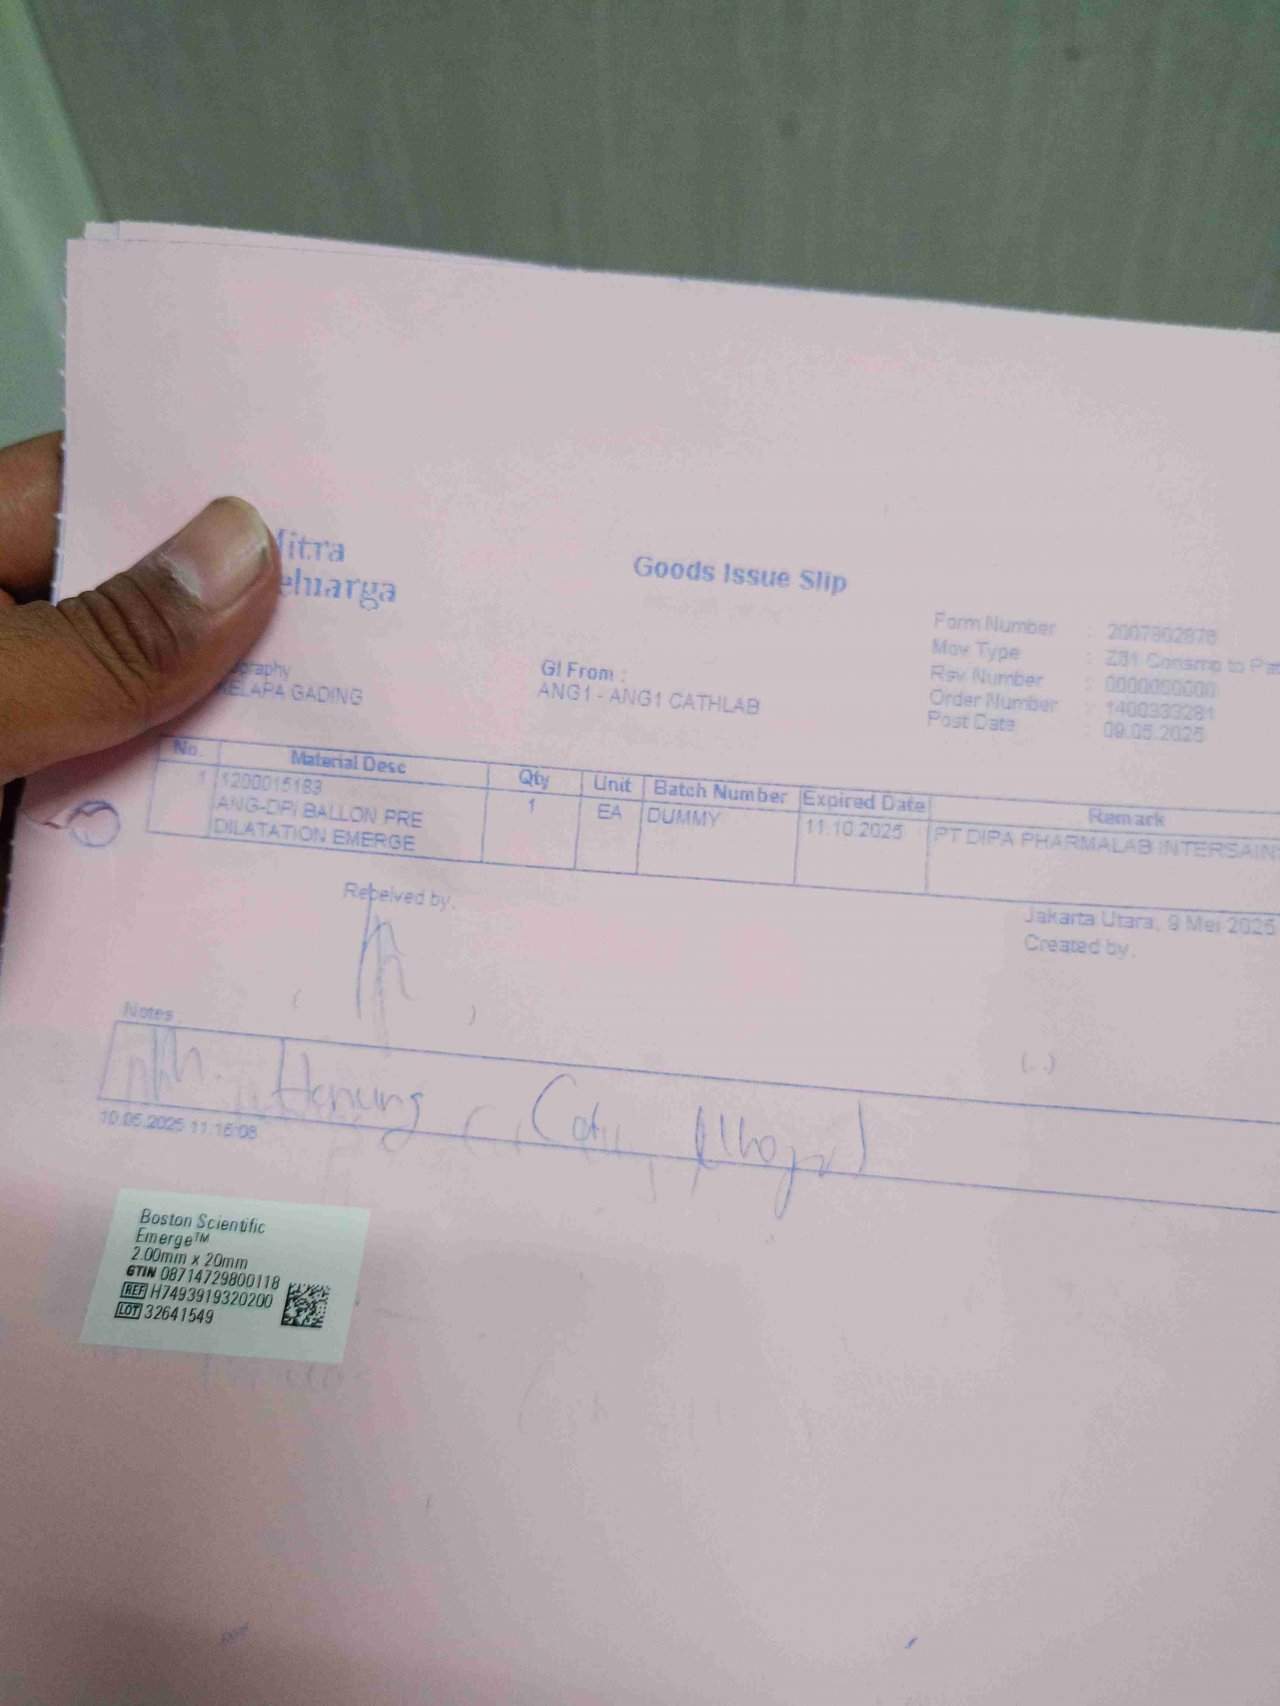 Mitra
Keluarga
Goods Issue Slip
Form Number : 2007802878
Mov Type : Z81 Consmp to Pa
Rsv Number : 0000000000
Order Number : 1400333281
Post Date : 09.05.2025
KELAPA GADING
GI From :
ANG1 - ANG1 CATHLAB
No. Material Desc Qty Unit Batch Number Expired Date Remark
1 1200015183 1 EA DUMMY 11.10.2025 PT DIPA PHARMALAB INTERSAIN
ANG-DPI BALLON PRE
DILATATION EMERGE
Received by,
Jakarta Utara, 9 Mei 2025
Created by,
( )
(..)
Notes
10.05.2025 11:16:08
Boston Scientific
Emerge™
2.00mm x 20mm
GTIN 08714729800118
REF H7493919320200
LOT 32641549